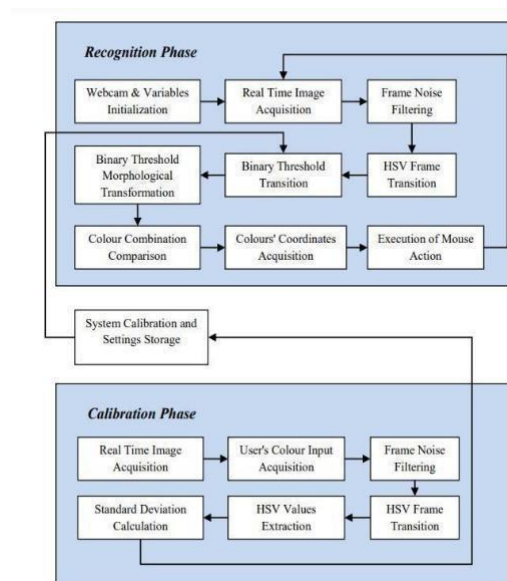 Recognition Phase
Webcam & Variables
Initialization
Real Time Image
Acquisition
Frame Noise
Filtering
Binary Threshold
Morphological
Transformation
Binary Threshold
Transition
HSV Frame
Transition
Colour Combination
Comparison
Colours' Coordinates
Acquisition
Execution of Mouse
Action
System Calibration and
Settings Storage
Calibration Phase
Real Time Image
Acquisition
User's Colour Input
Acquisition
Frame Noise
Filtering
Standard Deviation
Calculation
HSV Values
Extraction
HSV Frame
Transition